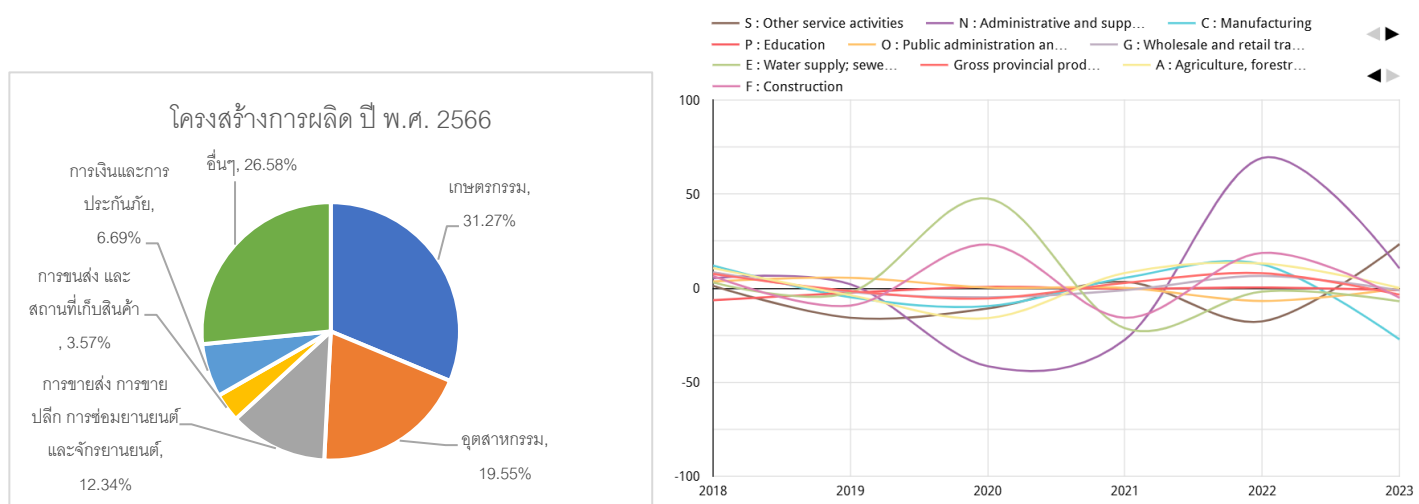 โครงสร้างการผลิต ปี พ.ศ. 2566
อื่นๆ, 26.58%
การเงินและการ
ประกันภัย,
6.69%
เกษตรกรรม,
31.27%
การขนส่ง และ
สถานที่เก็บสินค้า
, 3.57%
การขายส่ง การขาย
ปลีก การซ่อมยานยนต์
และจักรยานยนต์,
12.34%
อุตสาหกรรม,
19.55%
S : Other service activities
N : Administrative and supp...
C : Manufacturing
P : Education
O : Public administration an...
G : Wholesale and retail tra...
E : Water supply; sewe...
Gross provincial prod...
A : Agriculture, forestr...
F : Construction
100
50
0
-50
-100
2018
2019
2020
2021
2022
2023